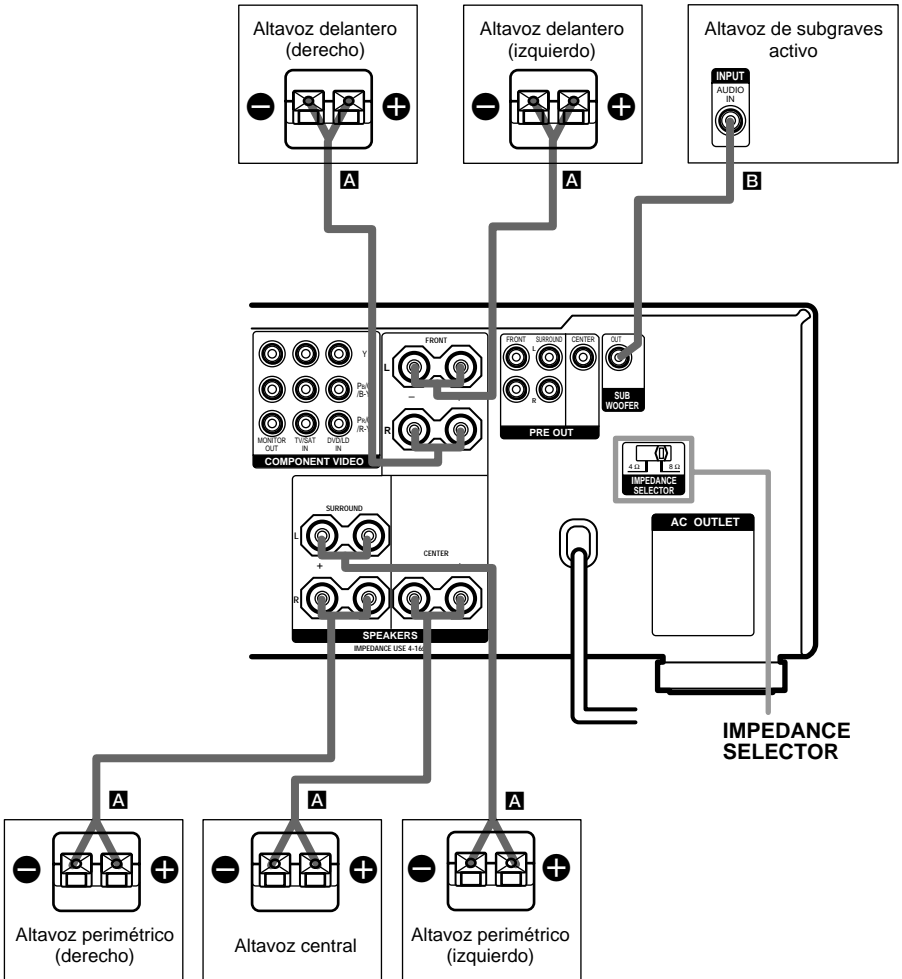 Altavoz delantero
(derecho)
Altavoz delantero
(izquierdo)
Altavoz de subgraves
activo
INPUT
AUDIO
IN
A
A
B
FRONT
L
R
Y
/B-Y
/R-Y
MONITOR
OUT
TV/SAT
IN
DVD/LD
IN
COMPONENT VIDEO
FRONT
SURROUND
CENTER
L
R
PRE OUT
OUT
SUB
WOOFER
4 Ω
8 Ω
IMPEDANCE
SELECTOR
AC OUTLET
SURROUND
L
R
CENTER
SPEAKERS
IMPEDANCE USE
IMPEDANCE
SELECTOR
A
A
A
Altavoz perimétrico
(derecho)
Altavoz central
Altavoz perimétrico
(izquierdo)